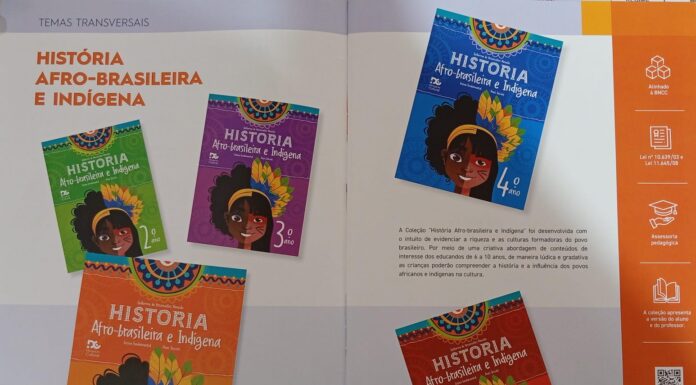 TEMAS TRANSVERSAIS
HISTÓRIA
AFRO-BRASILEIRA
E INDÍGENA
HISTÓRIA
Afro-brasileira e Indígena
2º
ano
HISTÓRIA
Afro-brasileira e Indígena
3º
ano
HISTÓRIA
Afro-brasileira e Indígena
HISTÓRIA
Afro-brasileira e Indígena
4º
ano
A Coleção "História Afro-brasileira e Indígena" foi desenvolvida com
o intuito de evidenciar a riqueza e as culturas formadoras do povo
brasileiro. Por meio de uma criativa abordagem de conteúdos de
interesse dos educandos de 6 a 10 anos, de maneira lúdica e gradativa
as crianças poderão compreender a história e a influência dos povos
africanos e indígenas na cultura.
HISTÓRIA
Afro-brasileira e Indígena
Alinhado
à BNCC
Lei nº 10.639/03 e
Lei 11.645/08
Assessoria
pedagógica
A coleção apresenta
a versão do aluno
e do professor.